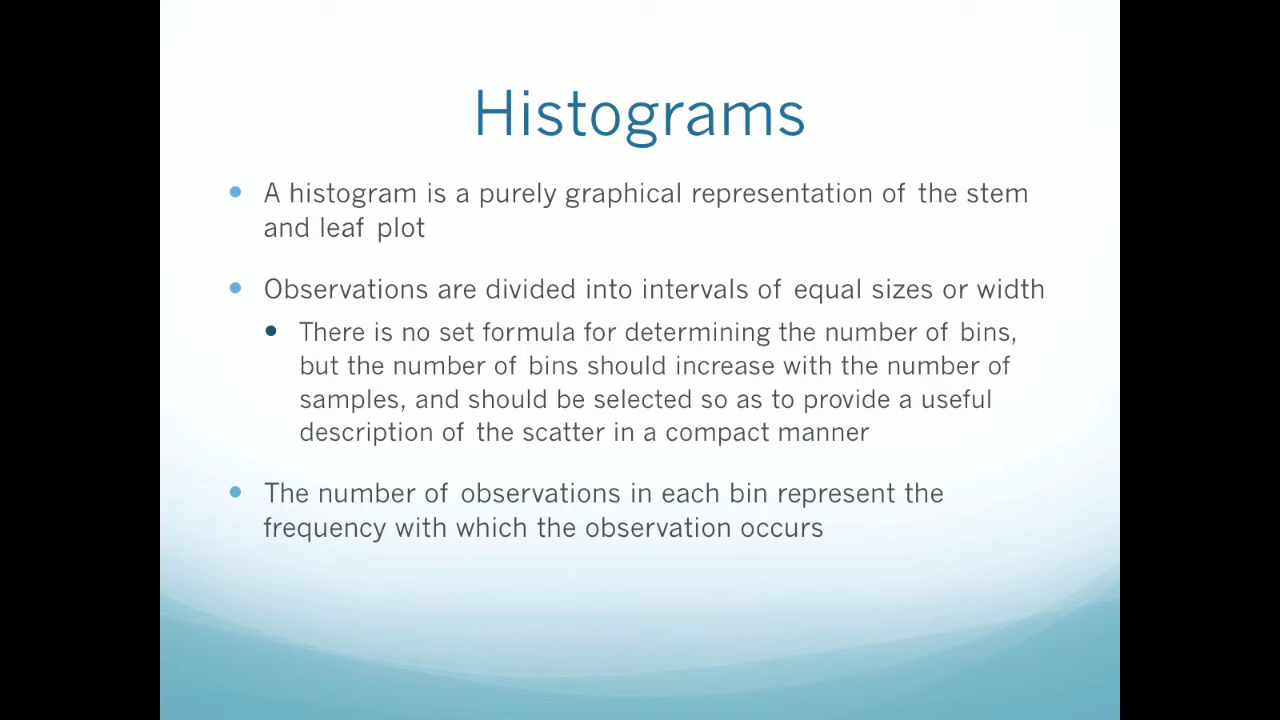 Histograms
• A histogram is a purely graphical representation of the stem
and leaf plot
• Observations are divided into intervals of equal sizes or width
• There is no set formula for determining the number of bins,
but the number of bins should increase with the number of
samples, and should be selected so as to provide a useful
description of the scatter in a compact manner
• The number of observations in each bin represent the
frequency with which the observation occurs